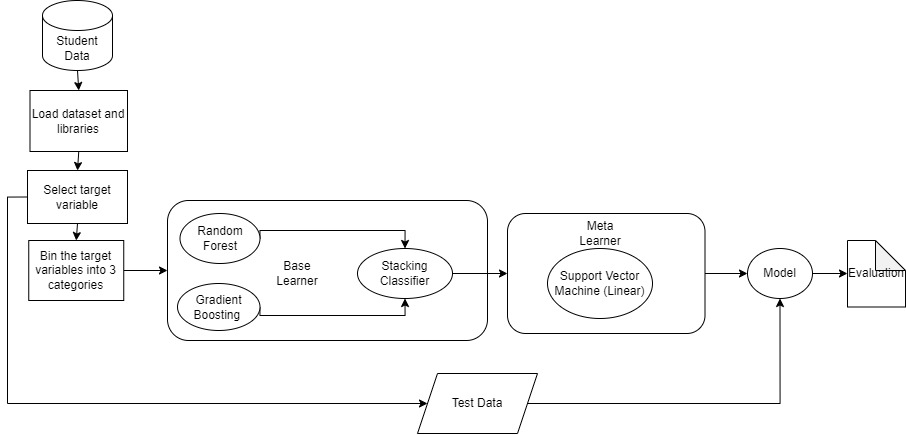 Student
Data
Load dataset and
libraries
Select target
variable
Bin the target
variables into 3
categories
Random
Forest
Gradient
Boosting
Base
Learner
Stacking
Classifier
Meta
Learner
Support Vector
Machine (Linear)
Model
Evaluation
Test Data